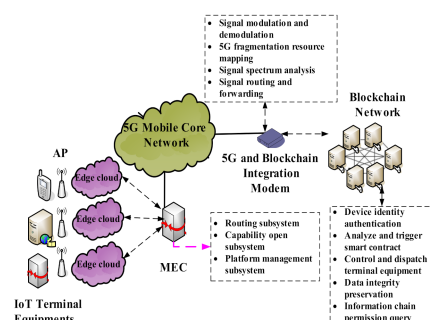 • Signal modulation and demodulation
• 5G fragmentation resource mapping
• Signal spectrum analysis
• Signal routing and forwarding
Blockchain
Network
5G Mobile Core
Network
5G and Blockchain
Integration
Modem
AP
Edge cloud
Edge cloud
Edge cloud
MEC
• Routing subsystem
• Capability open subsystem
• Platform management subsystem
• Device identity authentication
• Analyze and trigger smart contract
• Control and dispatch terminal equipment
• Data integrity preservation
• Information chain permission query
IoT Terminal
Equipments